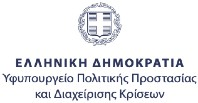 ΕΛΛΗΝΙΚΗ ΔΗΜΟΚΡΑΤΙΑ
Υφυπουργείο Πολιτικής Προστασίας
και Διαχείρισης Κρίσεων